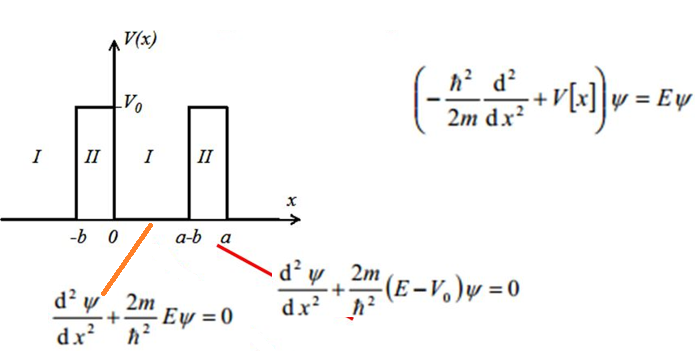 V(x)
V₀
I II I II
x
-b 0 a-b a
(-ħ²/2m d²/dx² + V[x])ψ = Eψ
d²ψ/dx² + 2m/ħ² Eψ = 0
d²ψ/dx² + 2m/ħ² (E - V₀)ψ = 0